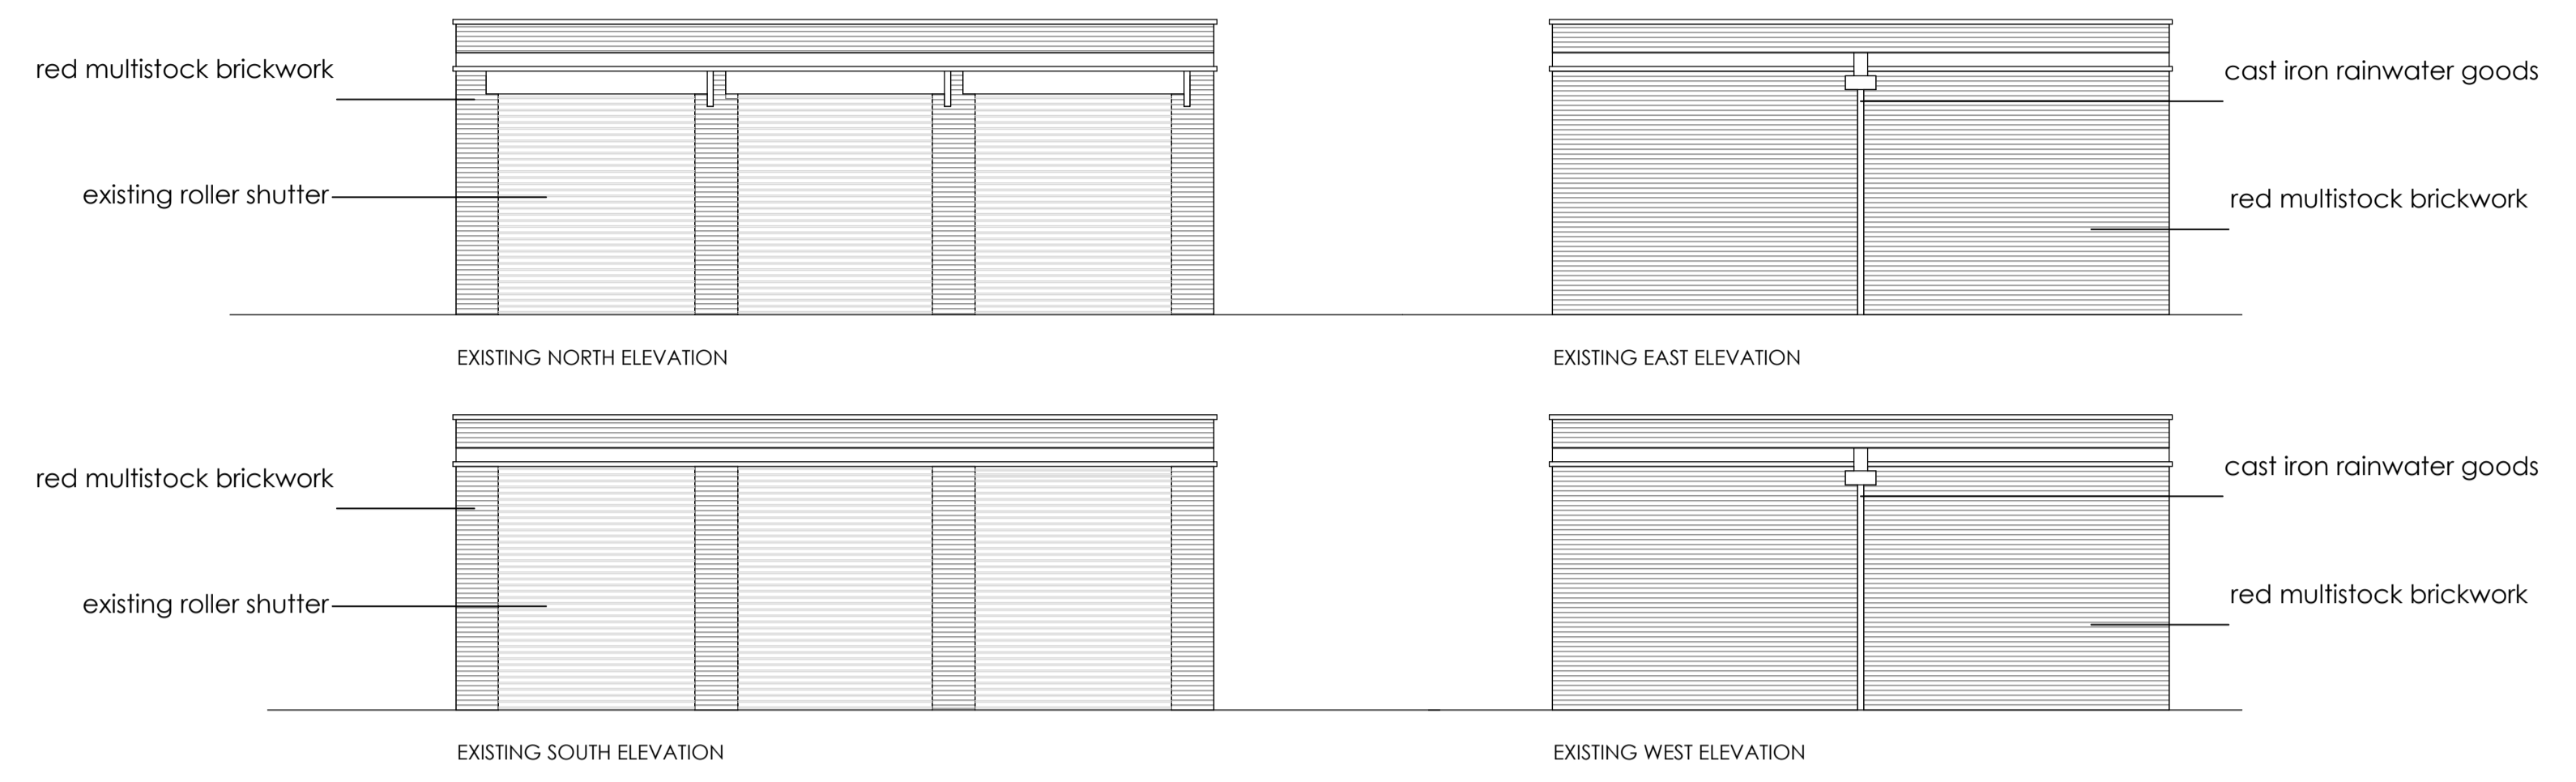 red multistock brickwork
existing roller shutter
EXISTING NORTH ELEVATION
cast iron rainwater goods
red multistock brickwork
EXISTING EAST ELEVATION
red multistock brickwork
existing roller shutter
EXISTING SOUTH ELEVATION
cast iron rainwater goods
red multistock brickwork
EXISTING WEST ELEVATION